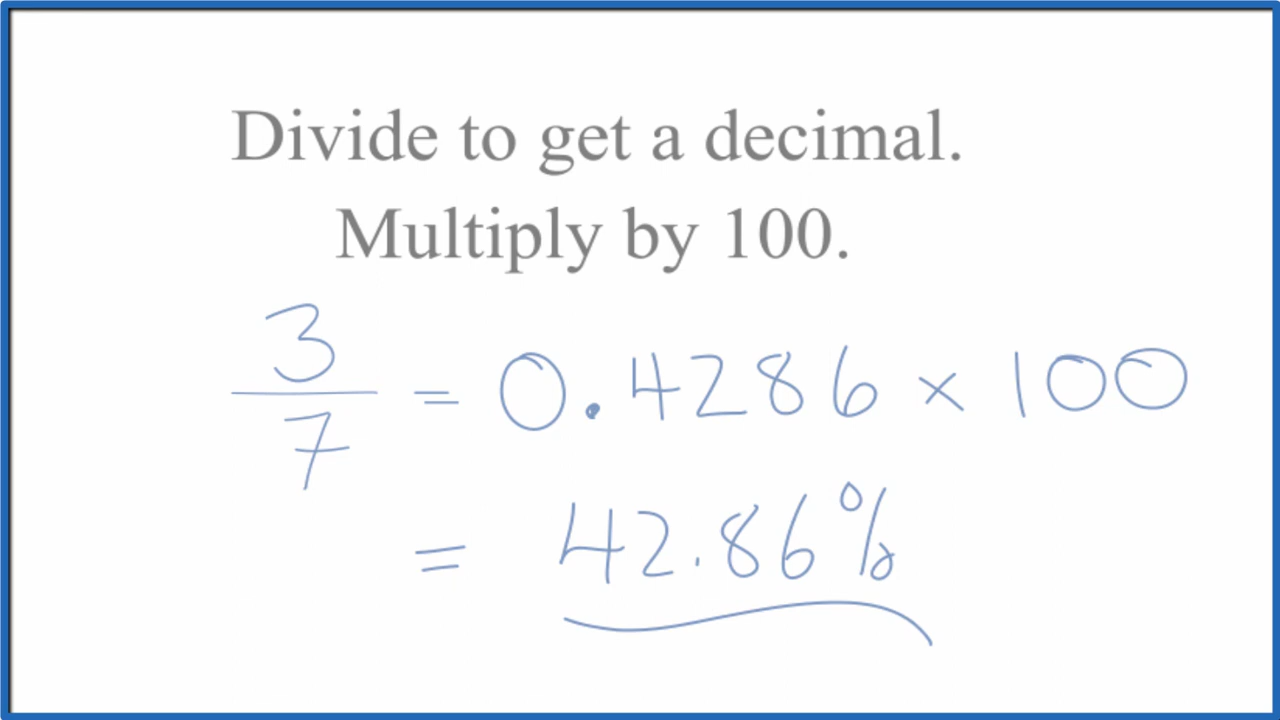 Divide to get a decimal.
Multiply by 100.
3/7 = 0.4286 × 100
= 42.86%